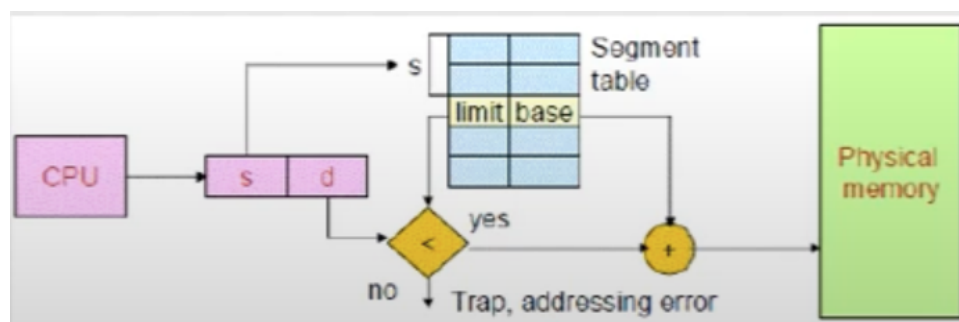 Segment
table
s
limit base
CPU
s d
Physical
memory
<
yes
+
no
Trap, addressing error